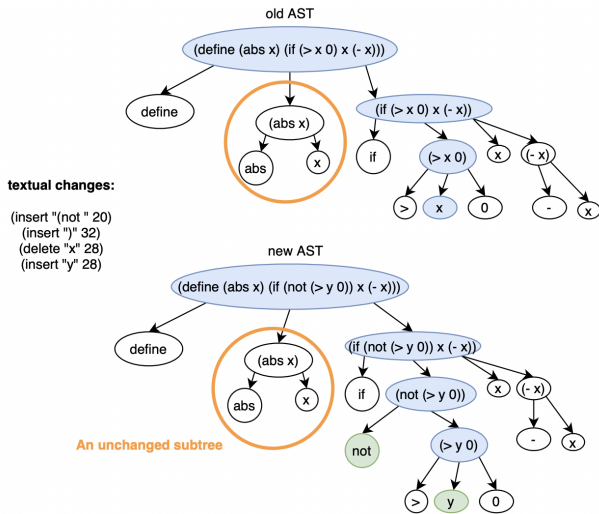 old AST
(define (abs x) (if (> x 0) x (- x)))
define
(abs x)
(if (> x 0) x (- x))
abs
x
if
(> x 0)
x
(- x)
>
x
0
-
x
textual changes:
(insert "(not " 20)
(insert ")" 32)
(delete "x" 28)
(insert "y" 28)
new AST
(define (abs x) (if (not (> y 0)) x (- x)))
define
(abs x)
(if (not (> y 0)) x (- x))
abs
x
if
(not (> y 0))
x
(- x)
An unchanged subtree
not
(> y 0)
-
x
>
y
0